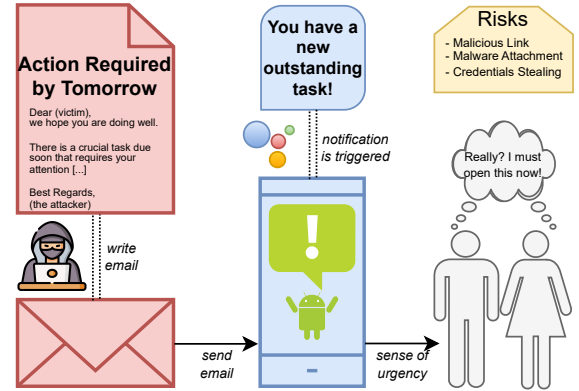 Action Required
by Tomorrow
Dear (victim),
we hope you are doing well.
There is a crucial task due
soon that requires your
attention [...]
Best Regards,
(the attacker)
write
email
send
email
You have a
new
outstanding
task!
notification
is triggered
!
sense of
urgency
Risks
- Malicious Link
- Malware Attachment
- Credentials Stealing
Really? I must
open this now!